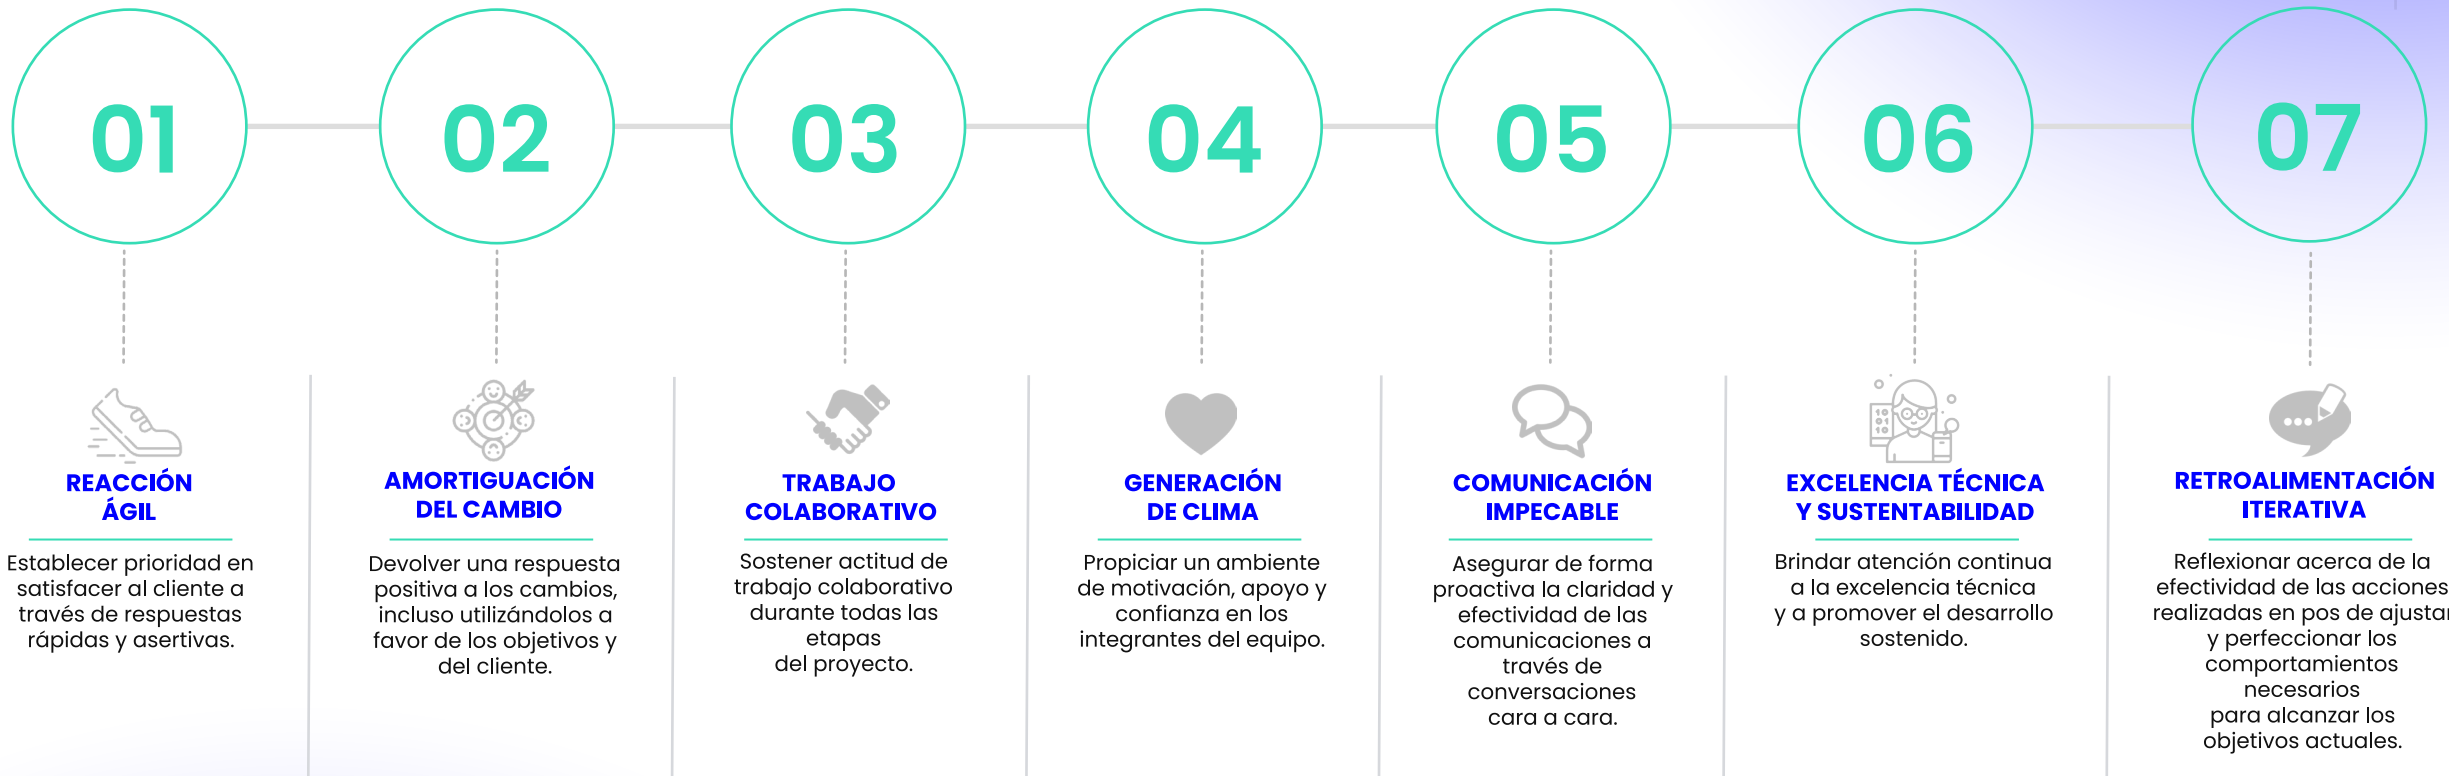 01
02
03
04
05
06
07
REACCIÓN
ÁGIL
Establecer prioridad en
satisfacer al cliente a
través de respuestas
rápidas y asertivas.
AMORTIGUACIÓN
DEL CAMBIO
Devolver una respuesta
positiva a los cambios,
incluso utilizándolos a
favor de los objetivos y
del cliente.
TRABAJO
COLABORATIVO
Sostener actitud de
trabajo colaborativo
durante todas las
etapas
del proyecto.
GENERACIÓN
DE CLIMA
Propiciar un ambiente
de motivación, apoyo y
confianza en los
integrantes del equipo.
COMUNICACIÓN
IMPECABLE
Asegurar de forma
proactiva la claridad y
efectividad de las
comunicaciones a
través de
conversaciones
cara a cara.
10
01
10
EXCELENCIA TÉCNICA
Y SUSTENTABILIDAD
Brindar atención continua
a la excelencia técnica
y a promover el desarrollo
sostenido.
RETROALIMENTACIÓN
ITERATIVA
Reflexionar acerca de la
efectividad de las acciones
realizadas en pos de ajustar
y perfeccionar los
comportamientos
necesarios
para alcanzar los
objetivos actuales.